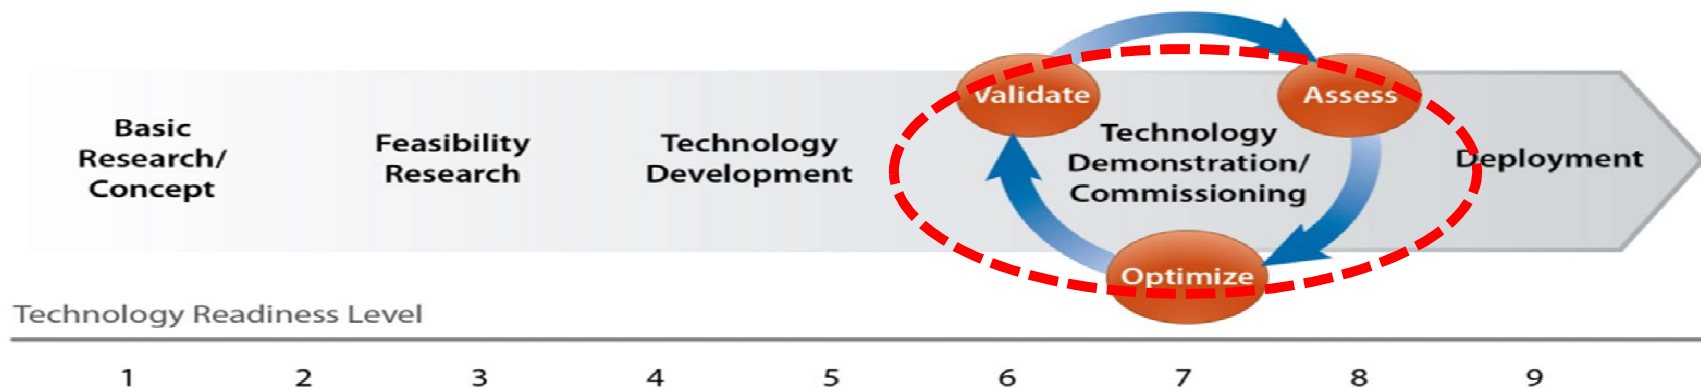 Basic
Research/
Concept
Feasibility
Research
Technology
Development
Validate
Assess
Technology
Demonstration/
Commissioning
Optimize
Deployment
Technology Readiness Level
1 2 3 4 5 6 7 8 9